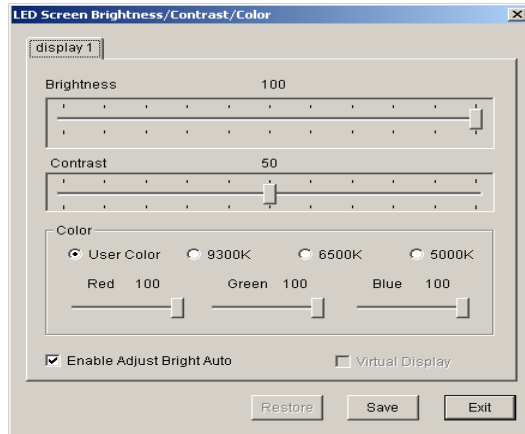 LED Screen Brightness/Contrast/Color
display 1
Brightness 100
Contrast 50
Color
User Color 9300K 6500K 5000K
Red 100 Green 100 Blue 100
Enable Adjust Bright Auto Virtual Display
Restore Save Exit